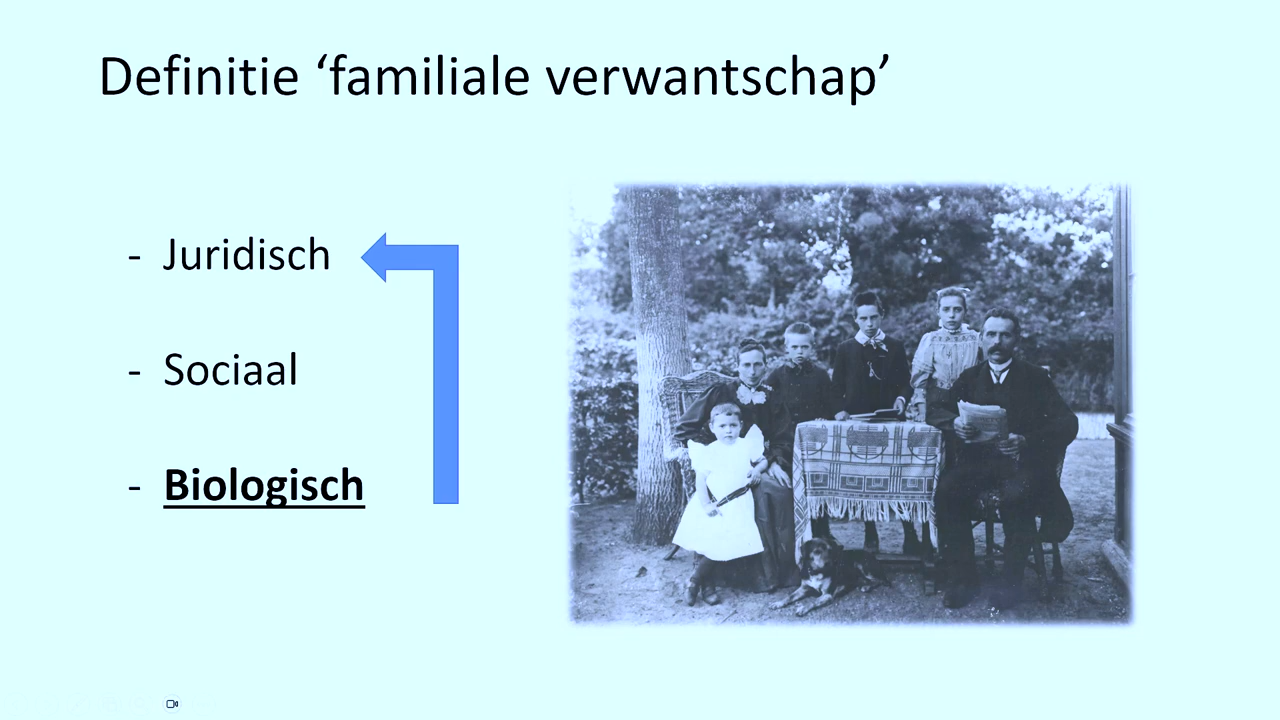 Definitie ‘familiale verwantschap’
- Juridisch
- Sociaal
- Biologisch